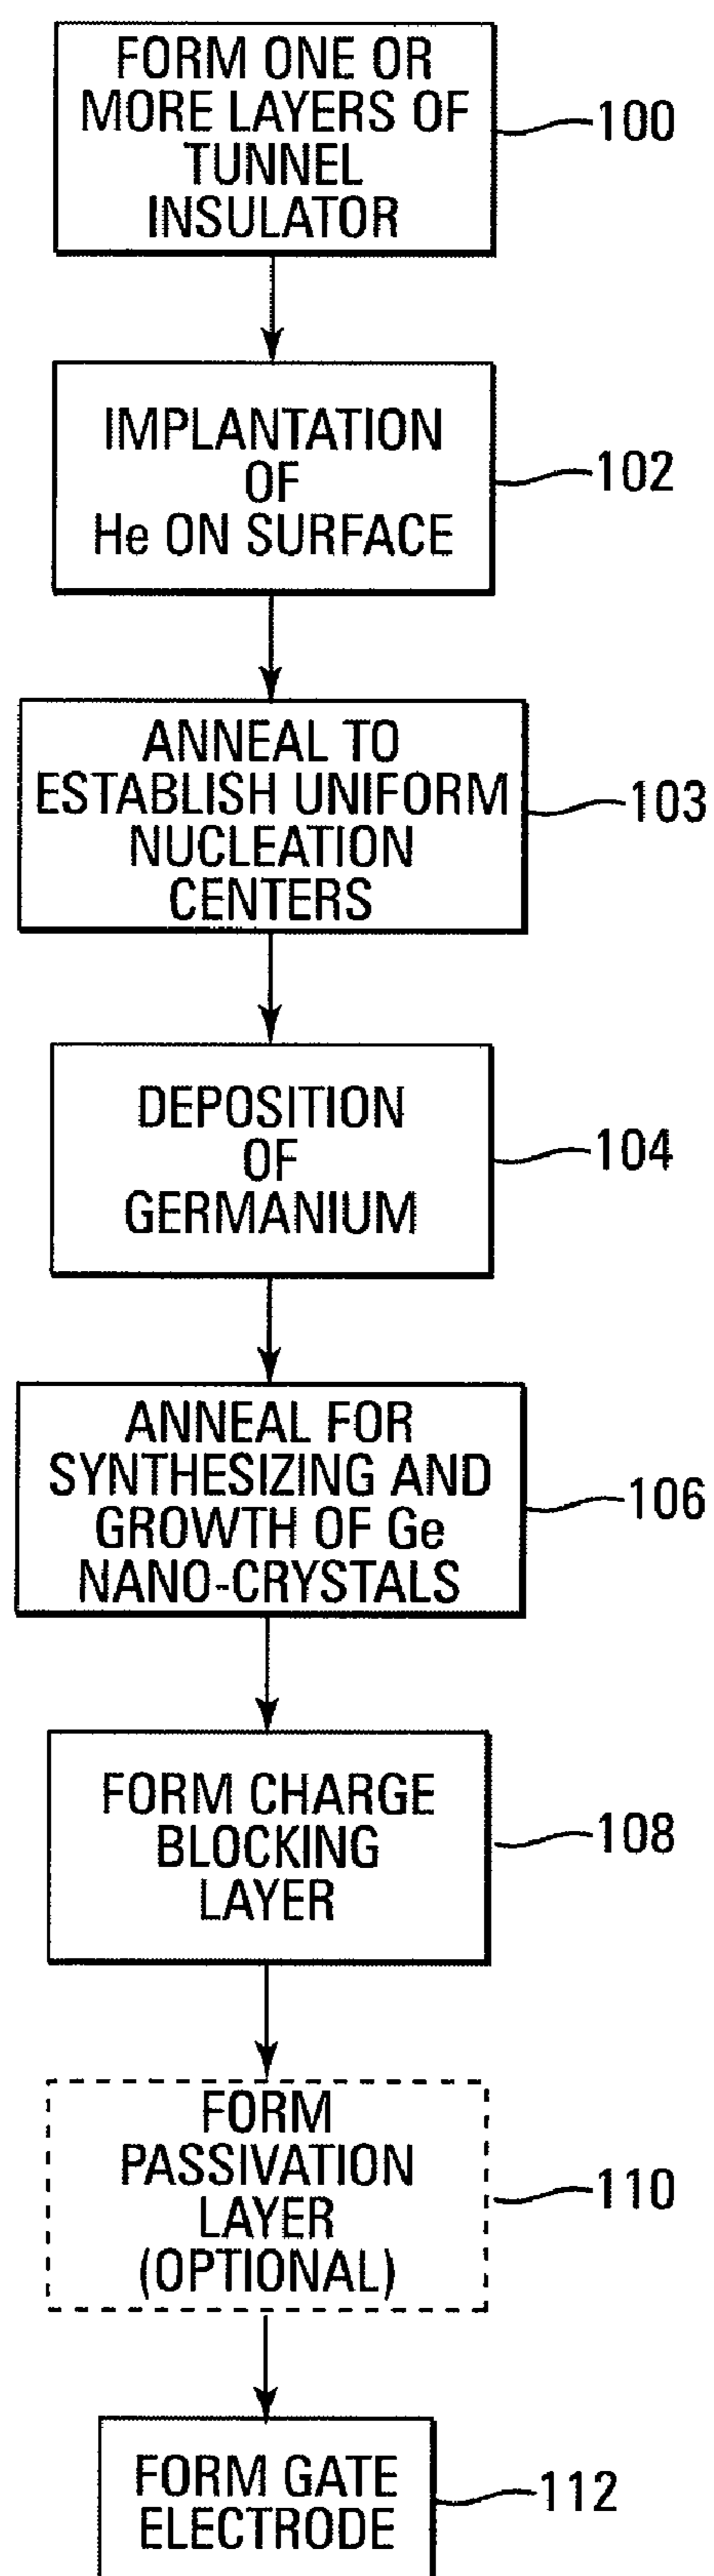 FORM ONE OR
MORE LAYERS OF
TUNNEL
INSULATOR
100
IMPLANTATION
OF
He ON SURFACE
102
ANNEAL TO
ESTABLISH UNIFORM
NUCLEATION
CENTERS
103
DEPOSITION
OF
GERMANIUM
104
ANNEAL FOR
SYNTHESIZING AND
GROWTH OF Ge
NANO-CRYSTALS
106
FORM CHARGE
BLOCKING
LAYER
108
FORM
PASSIVATION
LAYER
(OPTIONAL)
110
FORM GATE
ELECTRODE
112